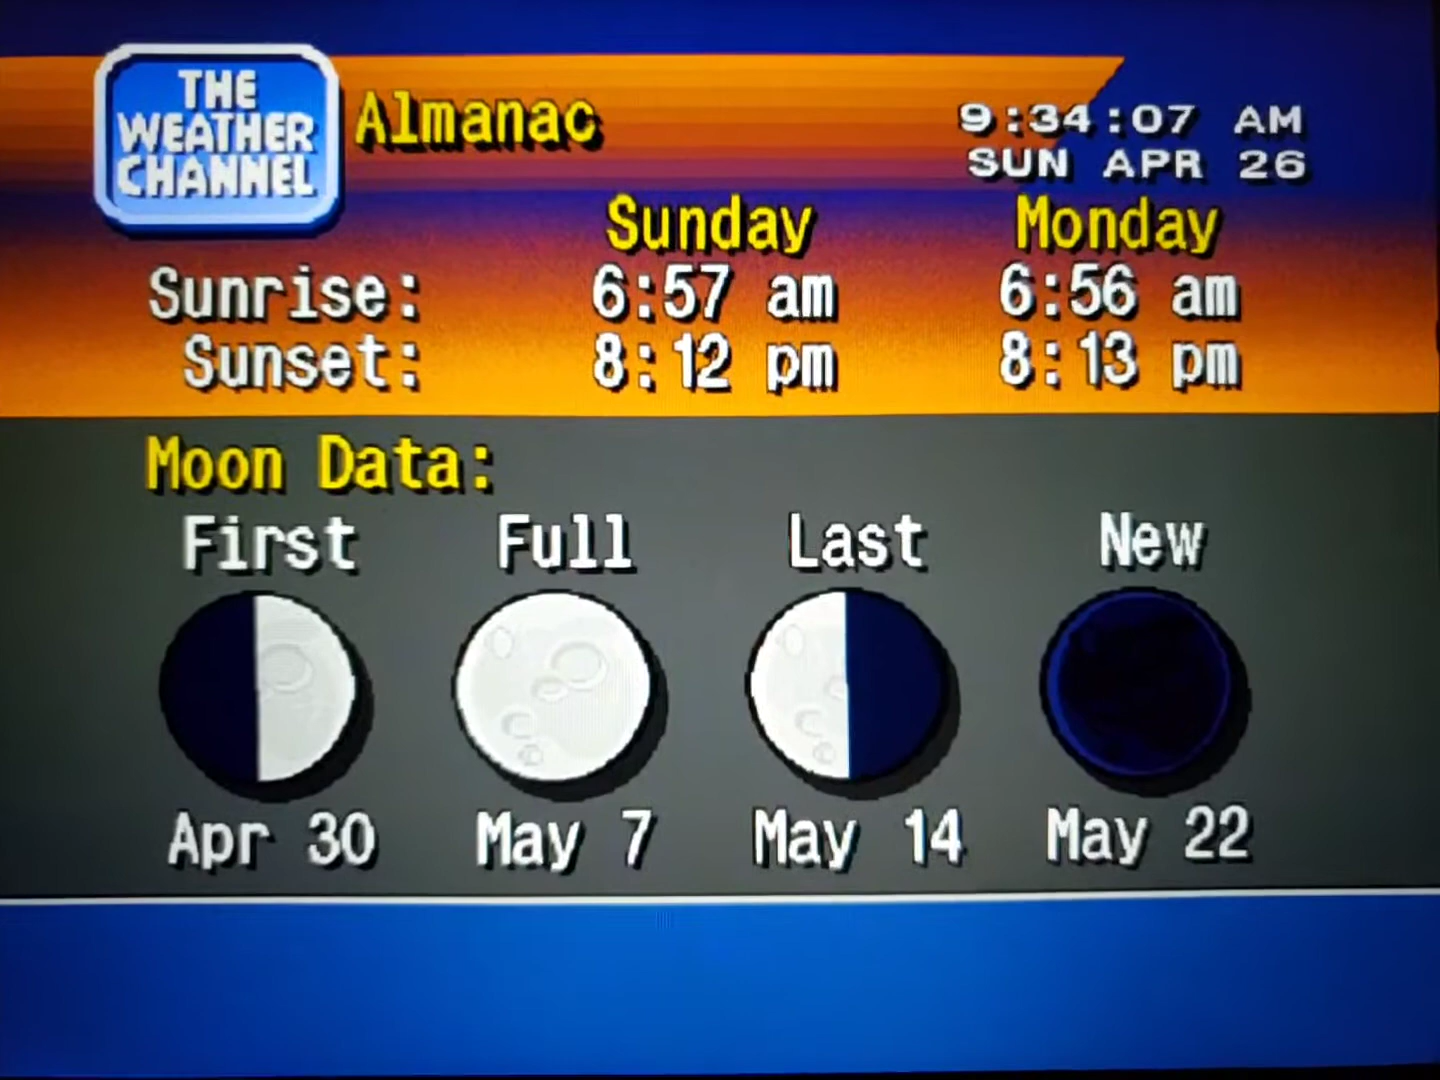 THE
WEATHER
CHANNEL
Almanac
9:34:07 AM
SUN APR 26
Sunday Monday
Sunrise: 6:57 am 6:56 am
Sunset: 8:12 pm 8:13 pm
Moon Data:
First Full Last New
Apr 30 May 7 May 14 May 22